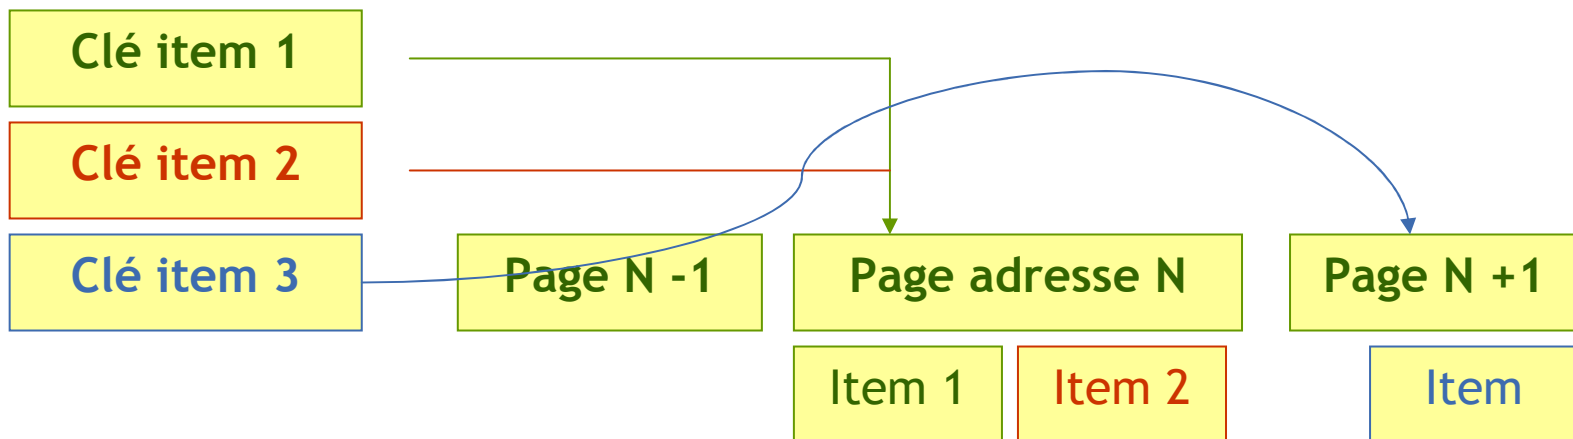 Clé item 1
Clé item 2
Clé item 3
Page N -1
Page adresse N
Page N +1
Item 1
Item 2
Item